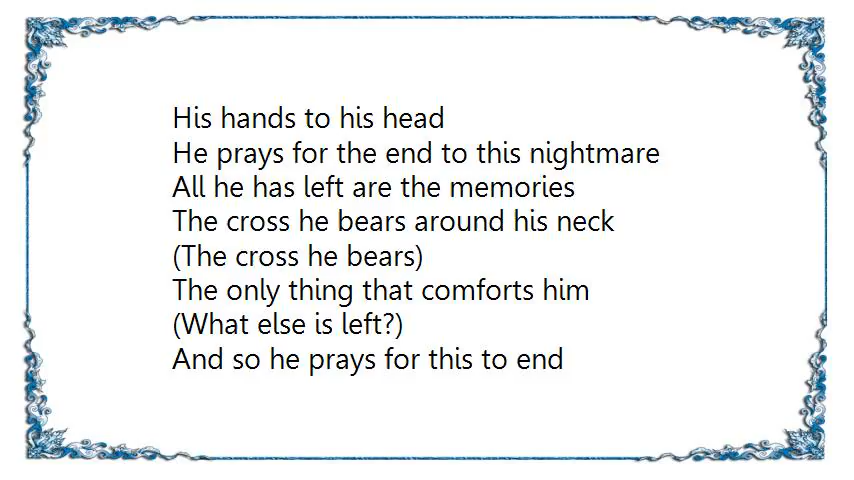 His hands to his head
He prays for the end to this nightmare
All he has left are the memories
The cross he bears around his neck
(The cross he bears)
The only thing that comforts him
(What else is left?)
And so he prays for this to end